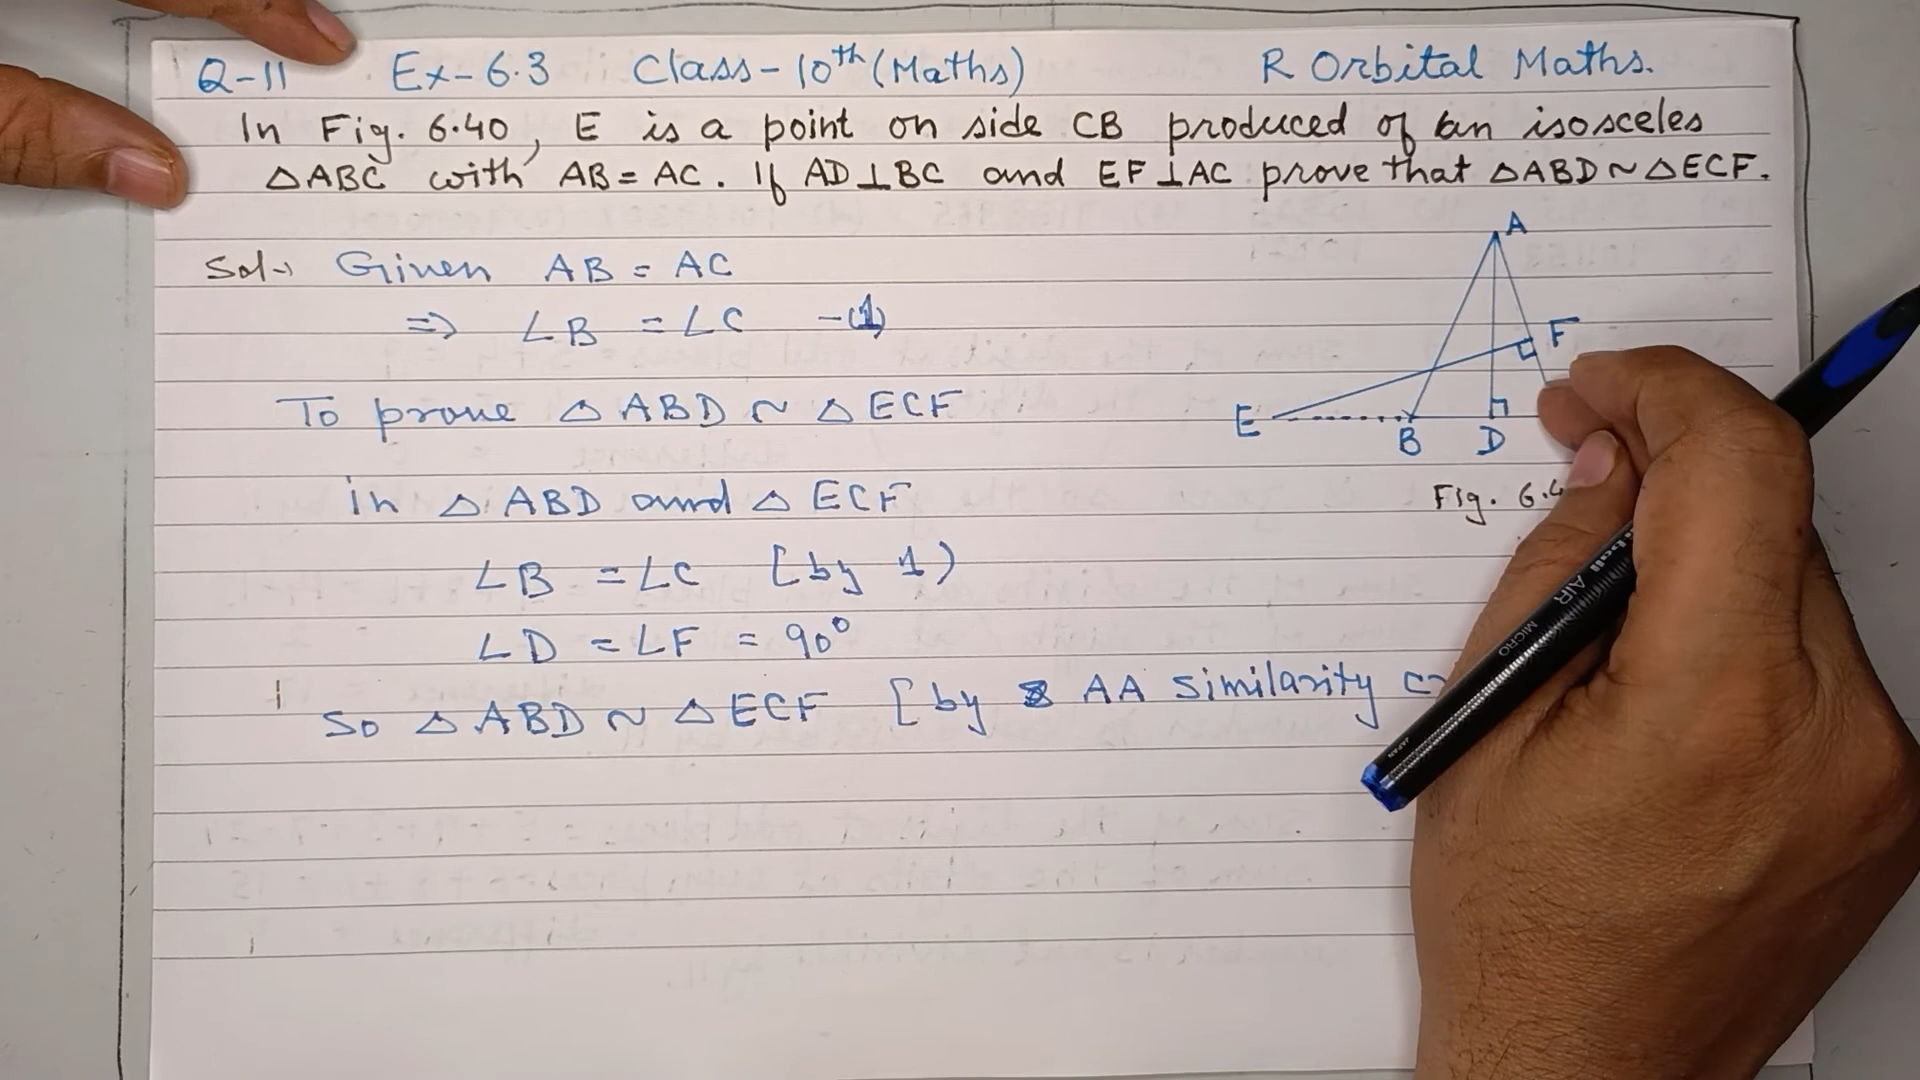 Q-11 Ex-6.3 Class-10th (Maths) R Orbital Maths.
In Fig. 6.40, E is a point on side CB produced of an isosceles
△ABC with AB = AC. If AD⊥BC and EF⊥AC prove that △ABD ~ △ECF.
Sol→ Given AB = AC
=> ∠B = ∠C -(1)
To prove △ABD ~ △ECF
in △ABD and △ECF
∠B = ∠C [by 1)
∠D = ∠F = 90°
So △ABD ~ △ECF [by AA similarity
A
F
E
B D
Fig.
AIR
MICRO
JAPAN